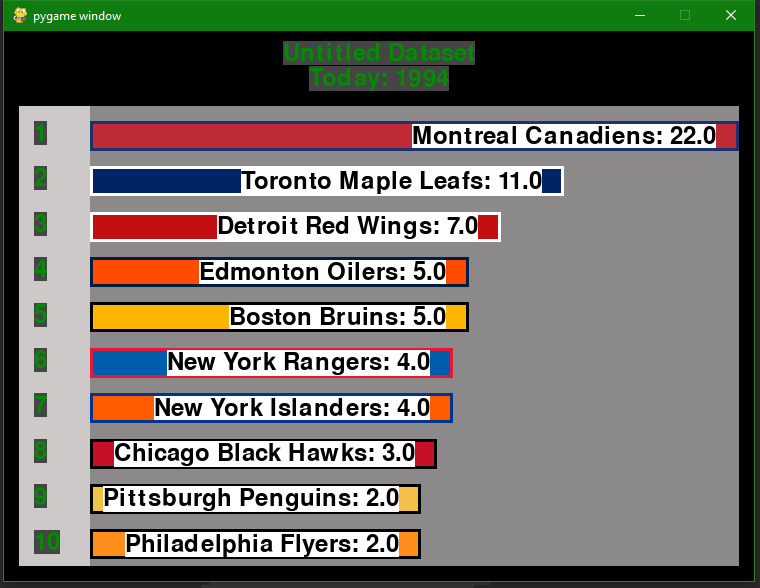 pygame window
Untitled Dataset
Today: 1994
1 Montreal Canadiens: 22.0
2 Toronto Maple Leafs: 11.0
3 Detroit Red Wings: 7.0
4 Edmonton Oilers: 5.0
5 Boston Bruins: 5.0
6 New York Rangers: 4.0
7 New York Islanders: 4.0
8 Chicago Black Hawks: 3.0
9 Pittsburgh Penguins: 2.0
10 Philadelphia Flyers: 2.0